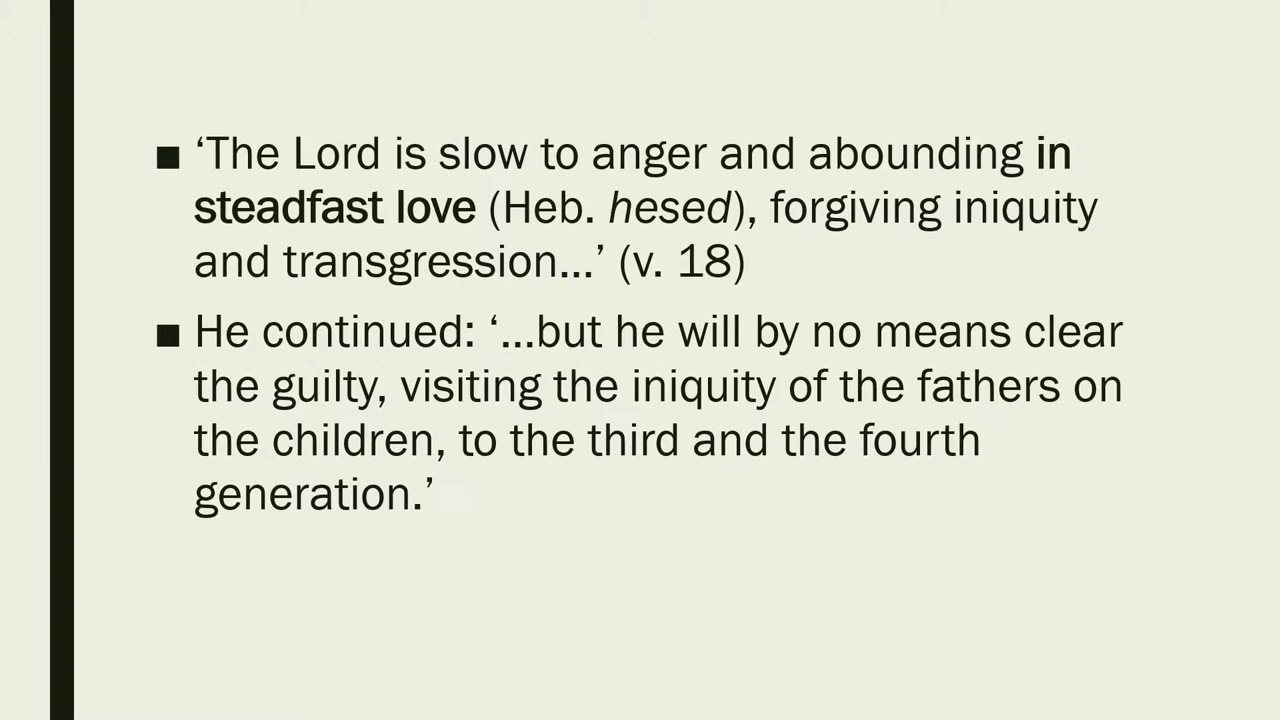 ■ ‘The Lord is slow to anger and abounding in
steadfast love (Heb. hesed), forgiving iniquity
and transgression...’ (v. 18)
■ He continued: ‘...but he will by no means clear
the guilty, visiting the iniquity of the fathers on
the children, to the third and the fourth
generation.’